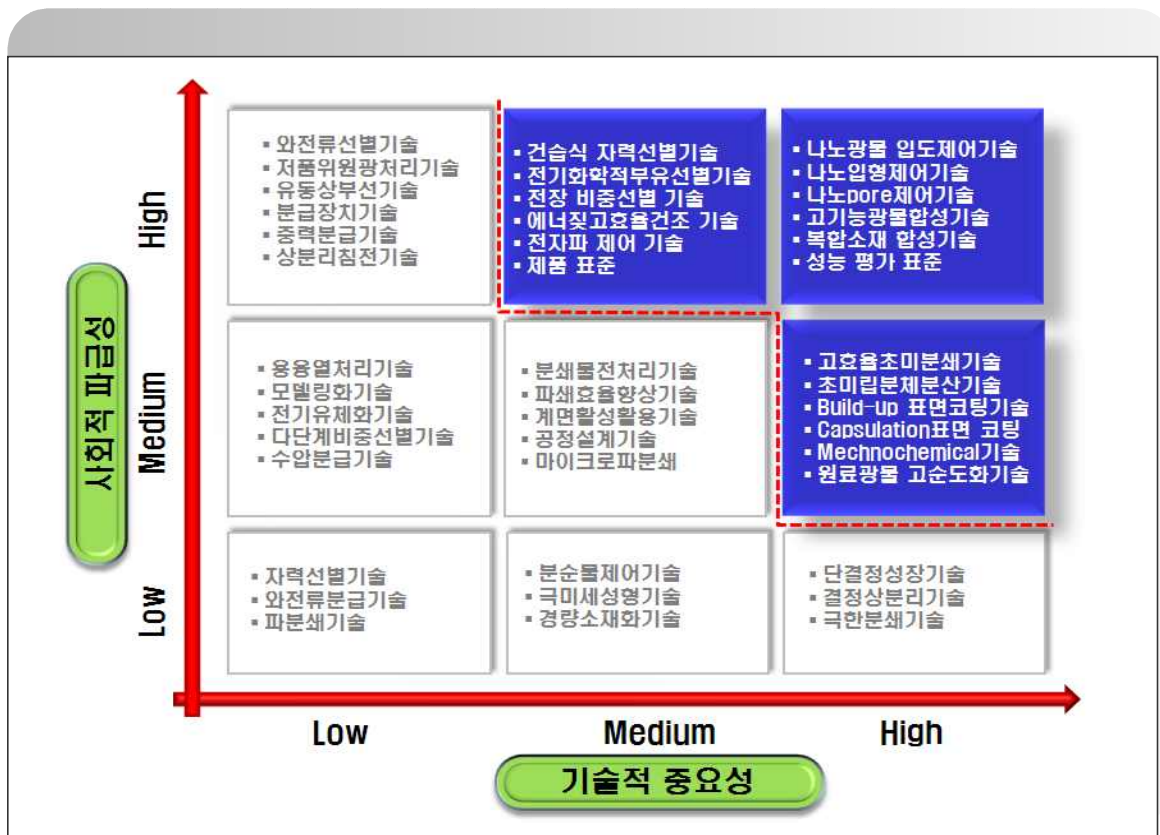 사회적 파급성
High
▪ 와전류선별기술
▪ 저품위원광처리기술
▪ 유동상부선기술
▪ 분급장치기술
▪ 중력분급기술
▪ 상분리침전기술
▪ 건습식 자력선별기술
▪ 전기화학적부유선별기술
▪ 전장 비중선별 기술
▪ 에너짖고효율건조 기술
▪ 전자파 제어 기술
▪ 제품 표준
▪ 나노광물 입도제어기술
▪ 나노입형제어기술
▪ 나노pore제어기술
▪ 고기능광물합성기술
▪ 복합소재 합성기술
▪ 성능 평가 표준
Medium
▪ 용융열처리기술
▪ 모델링화기술
▪ 전기유체화기술
▪ 다단계비중선별기술
▪ 수압분급기술
▪ 분쇄물전처리기술
▪ 파쇄효율향상기술
▪ 계면활성활용기술
▪ 공정설계기술
▪ 마이크로파분쇄
▪ 고효율초미분쇄기술
▪ 초미립분체분산기술
▪ Build-up 표면코팅기술
▪ Capsulation표면 코팅
▪ Mechnochemical기술
▪ 원료광물 고순도화기술
Low
▪ 자력선별기술
▪ 와전류분급기술
▪ 파분쇄기술
▪ 분순물제어기술
▪ 극미세성형기술
▪ 경량소재화기술
▪ 단결정성장기술
▪ 결정상분리기술
▪ 극한분쇄기술
Low Medium High
기술적 중요성